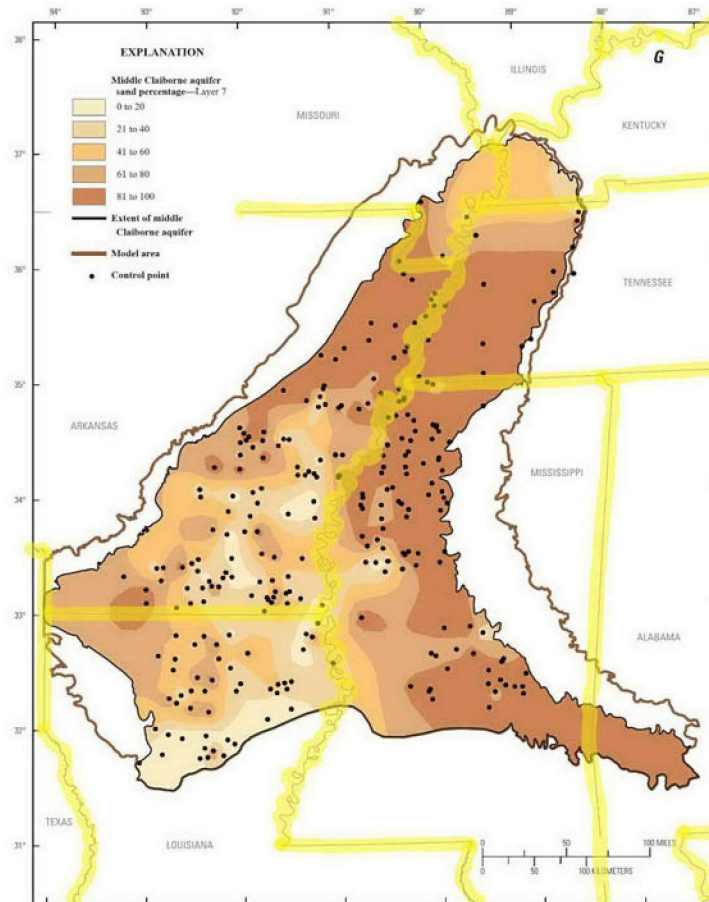 94°
93°
92°
91°
90°
89°
88°
87°
38°
EXPLANATION
Middle Claiborne aquifer
sand percentage—Layer 7
0 to 20
21 to 40
41 to 60
61 to 80
81 to 100
Extent of middle
Claiborne aquifer
Model area
Control point
G
ILLINOIS
MISSOURI
KENTUCKY
37°
36°
TENNESSEE
35°
ARKANSAS
MISSISSIPPI
34°
33°
ALABAMA
32°
TEXAS
LOUISIANA
31°
0 50 100 MILES
0 50 100 KILOMETERS